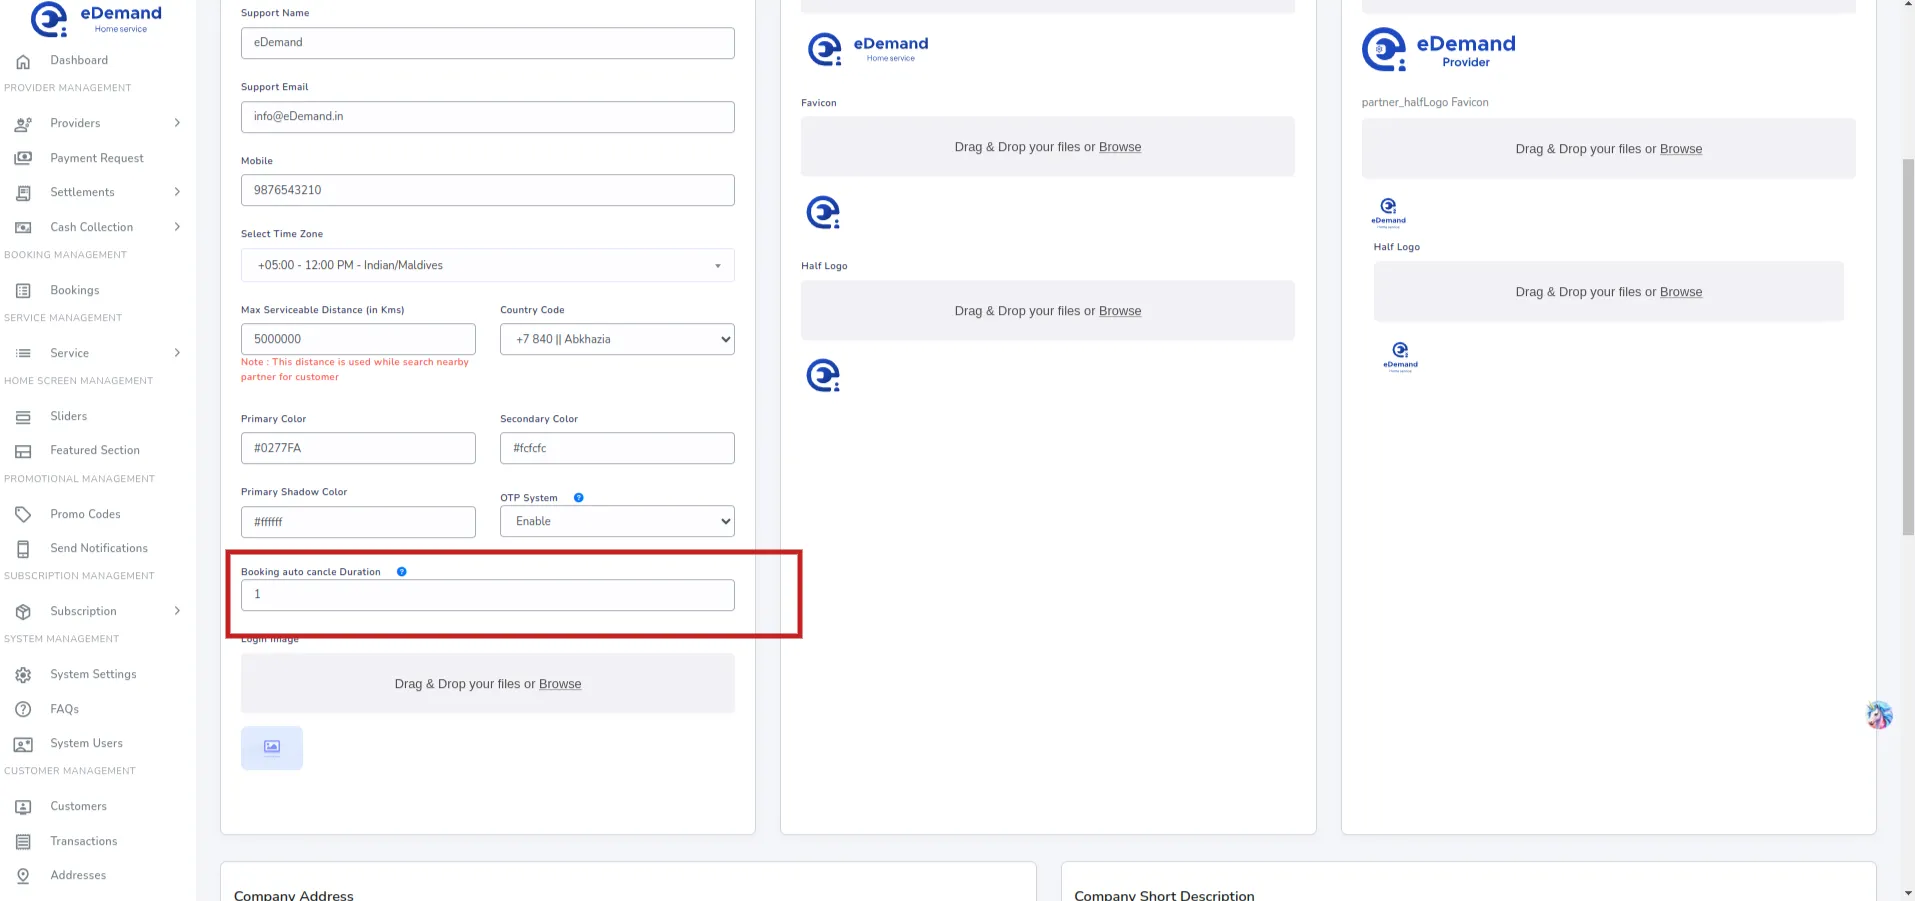 eDemand
Home service
Dashboard
PROVIDER MANAGEMENT
Providers
Payment Request
Settlements
Cash Collection
BOOKING MANAGEMENT
Bookings
SERVICE MANAGEMENT
Service
HOME SCREEN MANAGEMENT
Sliders
Featured Section
PROMOTIONAL MANAGEMENT
Promo Codes
Send Notifications
SUBSCRIPTION MANAGEMENT
Subscription
SYSTEM MANAGEMENT
System Settings
FAQs
System Users
CUSTOMER MANAGEMENT
Customers
Transactions
Addresses
Support Name
eDemand
Support Email
info@eDemand.in
Mobile
9876543210
Select Time Zone
+05:00 - 12:00 PM - Indian/Maldives
Max Serviceable Distance (in Kms)
5000000
Note : This distance is used while search nearby
partner for customer
Country Code
+7 840 || Abkhazia
Primary Color
#0277FA
Secondary Color
#fcfcfc
Primary Shadow Color
#ffffff
OTP System
Enable
Booking auto cancle Duration
1
Login Image
Drag & Drop your files or Browse
eDemand
Home service
Favicon
Drag & Drop your files or Browse
Half Logo
Drag & Drop your files or Browse
eDemand
Provider
partner_halfLogo Favicon
Drag & Drop your files or Browse
eDemand
Half Logo
Drag & Drop your files or Browse
eDemand
Company Address
Company Short Description